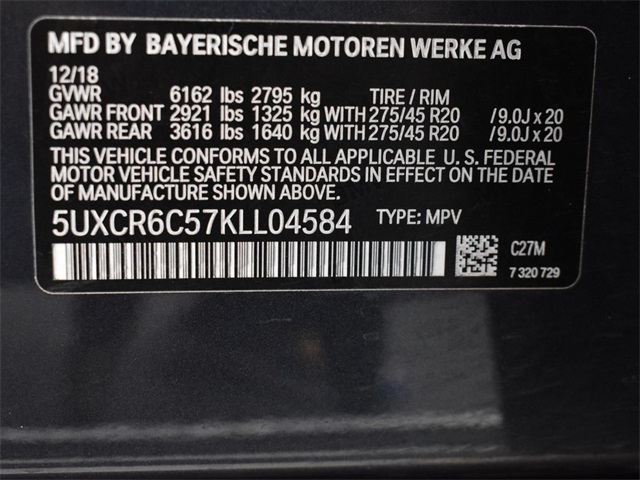 MFD BY BAYERISCHE MOTOREN WERKE AG
12/18
GVWR 6162 lbs 2795 kg TIRE / RIM
GAWR FRONT 2921 lbs 1325 kg WITH 275/45 R20 /9.0J x 20
GAWR REAR 3616 lbs 1640 kg WITH 275/45 R20 /9.0J x 20
THIS VEHICLE CONFORMS TO ALL APPLICABLE U. S. FEDERAL
MOTOR VEHICLE SAFETY STANDARDS IN EFFECT ON THE DATE OF
MANUFACTURE SHOWN ABOVE.
5UXCR6C57KLL04584 TYPE: MPV
C27M
7 320 729